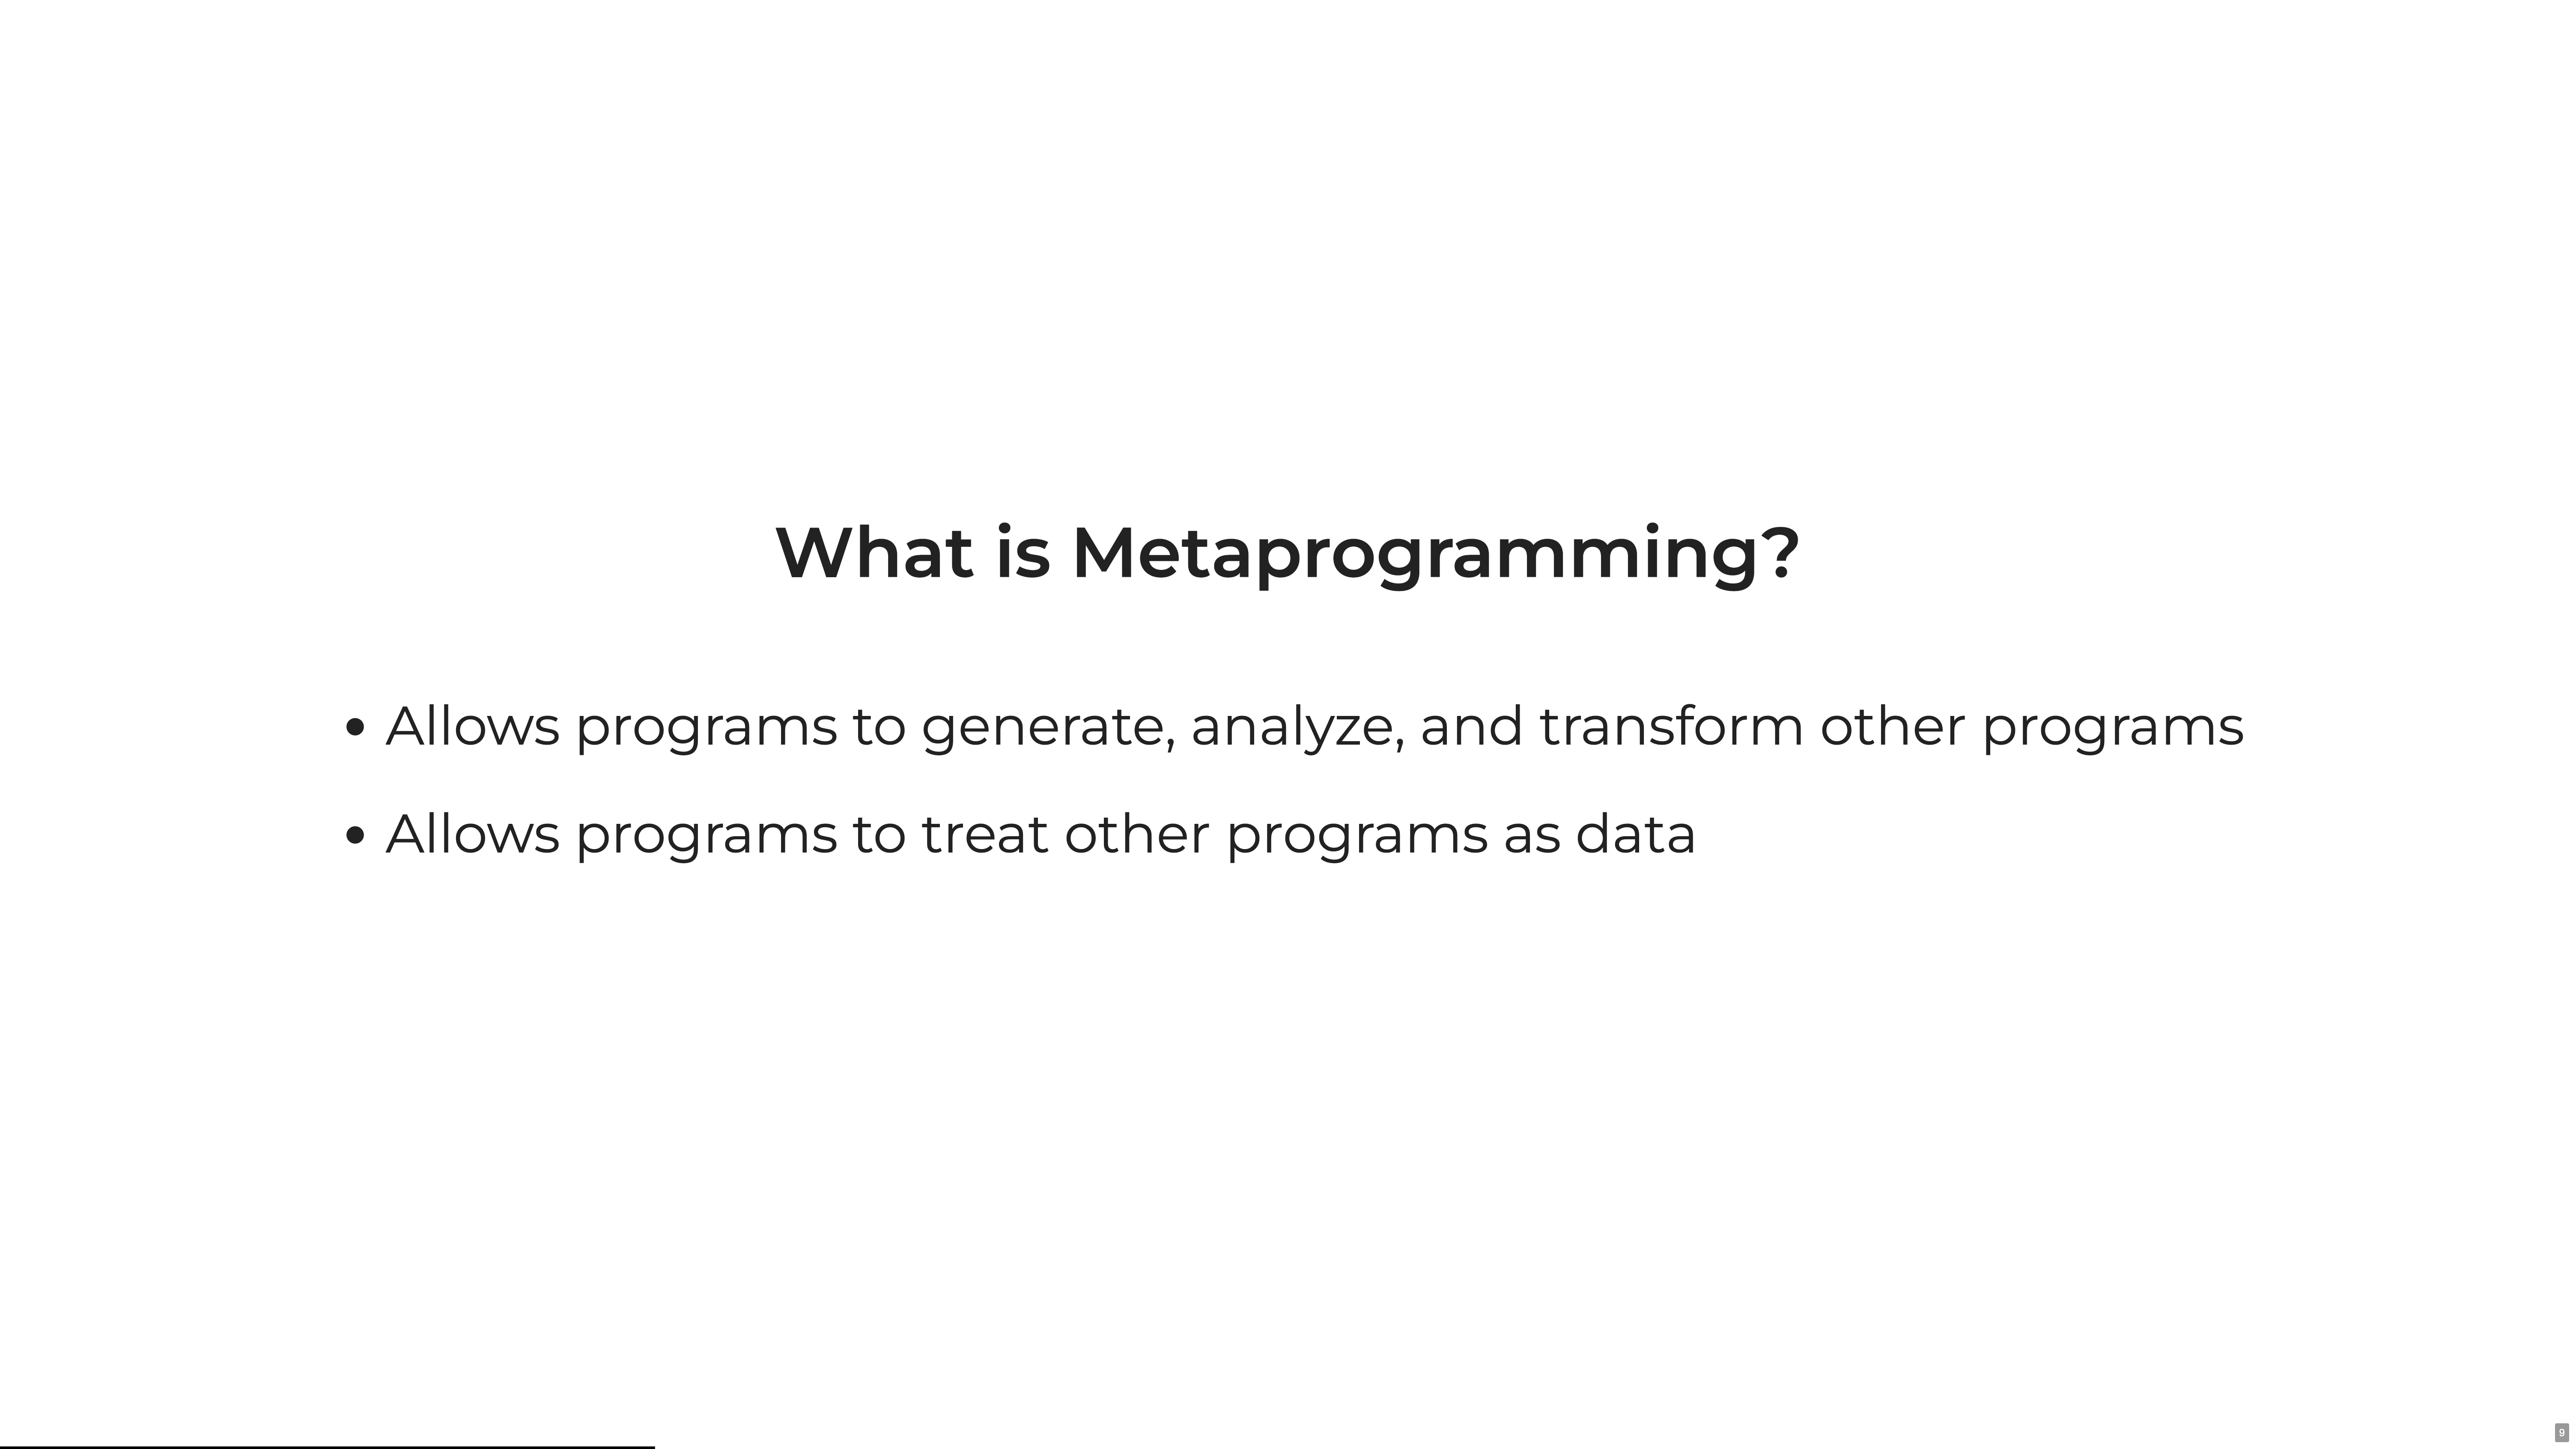 What is Metaprogramming?
• Allows programs to generate, analyze, and transform other programs
• Allows programs to treat other programs as data
9